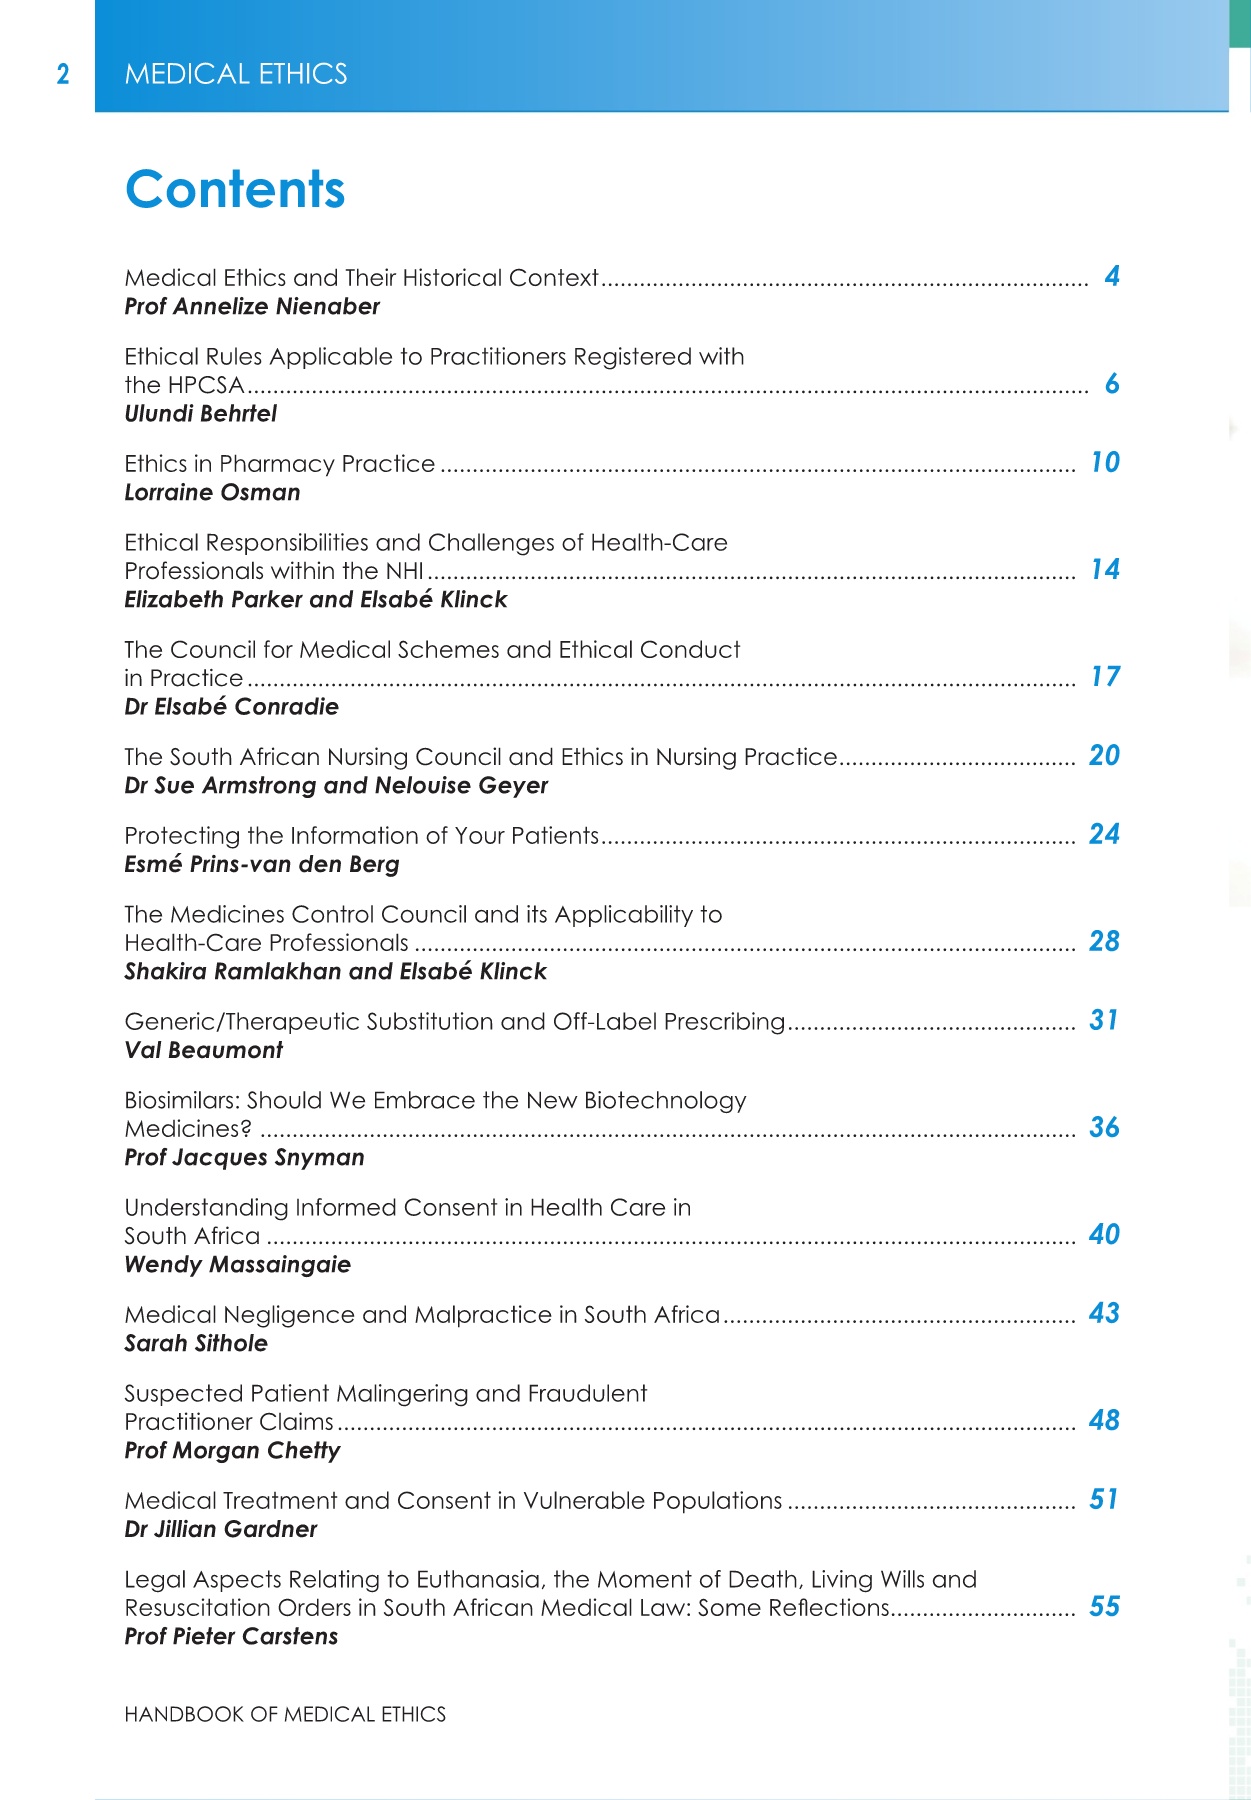 2
MEDICAL ETHICS
Contents
Medical Ethics and Their Historical Context............................................................................ 4
Prof Annelize Nienaber
Ethical Rules Applicable to Practitioners Registered with
the HPCSA.................................................................................................................................... 6
Ulundi Behrtel
Ethics in Pharmacy Practice ................................................................................................... 10
Lorraine Osman
Ethical Responsibilities and Challenges of Health-Care
Professionals within the NHI..................................................................................................... 14
Elizabeth Parker and Elsabé Klinck
The Council for Medical Schemes and Ethical Conduct
in Practice................................................................................................................................. 17
Dr Elsabé Conradie
The South African Nursing Council and Ethics in Nursing Practice..................................... 20
Dr Sue Armstrong and Nelouise Geyer
Protecting the Information of Your Patients.......................................................................... 24
Esmé Prins-van den Berg
The Medicines Control Council and its Applicability to
Health-Care Professionals ....................................................................................................... 28
Shakira Ramlakhan and Elsabé Klinck
Generic/Therapeutic Substitution and Off-Label Prescribing............................................. 31
Val Beaumont
Biosimilars: Should We Embrace the New Biotechnology
Medicines? ............................................................................................................................... 36
Prof Jacques Snyman
Understanding Informed Consent in Health Care in
South Africa .............................................................................................................................. 40
Wendy Massaingaie
Medical Negligence and Malpractice in South Africa....................................................... 43
Sarah Sithole
Suspected Patient Malingering and Fraudulent
Practitioner Claims................................................................................................................... 48
Prof Morgan Chetty
Medical Treatment and Consent in Vulnerable Populations ............................................. 51
Dr Jillian Gardner
Legal Aspects Relating to Euthanasia, the Moment of Death, Living Wills and
Resuscitation Orders in South African Medical Law: Some Reflections............................. 55
Prof Pieter Carstens
HANDBOOK OF MEDICAL ETHICS